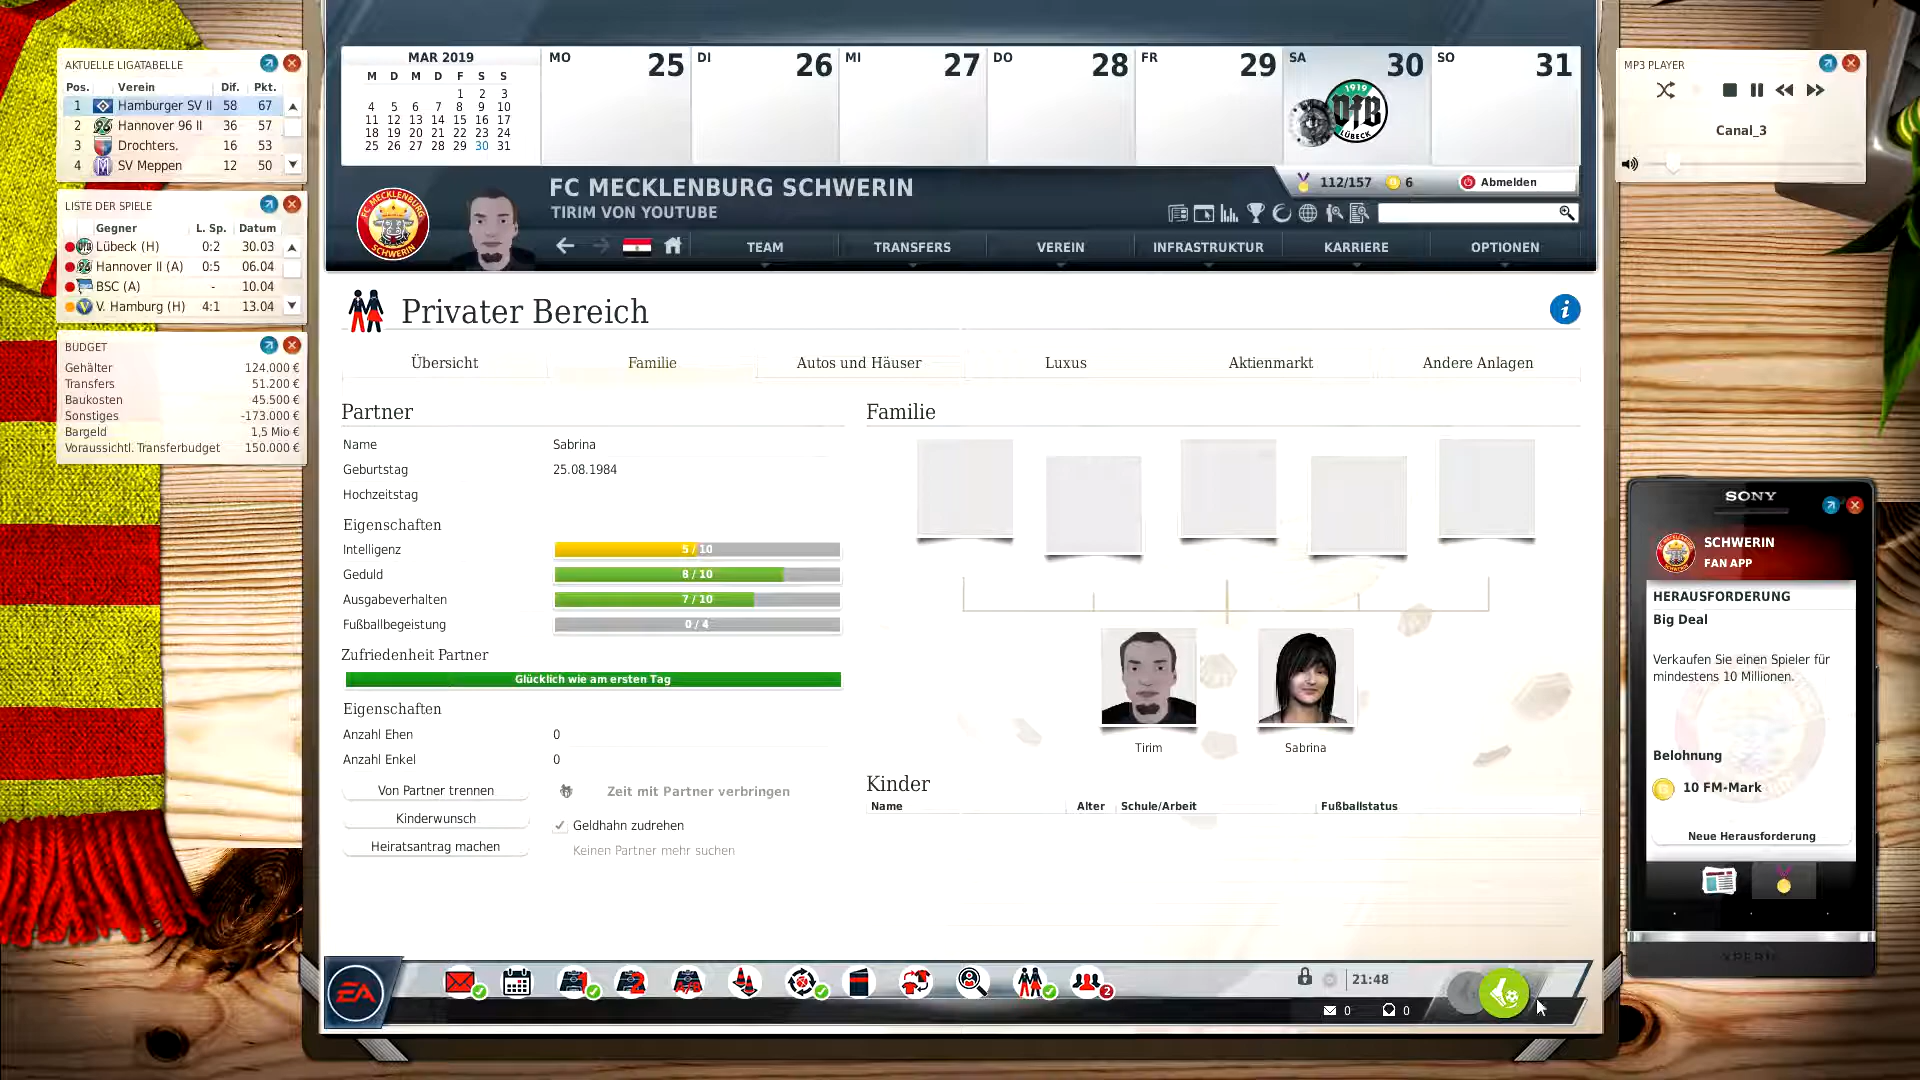 AKTUELLE LIGATABELLE
Pos. Verein Dif. Pkt.
1 Hamburger SV II 58 67
2 Hannover 96 II 36 57
3 Drochters. 16 53
4 SV Meppen 12 50
LISTE DER SPIELE
Gegner L. Sp. Datum
Lübeck (H) 0:2 30.03
Hannover II (A) 0:5 06.04
BSC (A) - 10.04
V. Hamburg (H) 4:1 13.04
BUDGET
Gehälter 124.000 €
Transfers 51.200 €
Baukosten 45.500 €
Sonstiges -173.000 €
Bargeld 1,5 Mio €
Voraussichtl. Transferbudget 150.000 €
MAR 2019
M D M D F S S
1 2 3
4 5 6 7 8 9 10
11 12 13 14 15 16 17
18 19 20 21 22 23 24
25 26 27 28 29 30 31
MO 25 DI 26 MI 27 DO 28 FR 29 SA 30 SO 31
1919
VfB
LÜBECK
FC MECKLENBURG SCHWERIN
TIRIM VON YOUTUBE
112/157 6 Abmelden
FC MECKLENBURG
SCHWERIN
TEAM TRANSFERS VEREIN INFRASTRUKTUR KARRIERE OPTIONEN
Privater Bereich
Übersicht Familie Autos und Häuser Luxus Aktienmarkt Andere Anlagen
Partner
Name Sabrina
Geburtstag 25.08.1984
Hochzeitstag
Eigenschaften
Intelligenz 5 / 10
Geduld 8 / 10
Ausgabeverhalten 7 / 10
Fußballbegeistung 0 / 4
Zufriedenheit Partner
Glücklich wie am ersten Tag
Eigenschaften
Anzahl Ehen 0
Anzahl Enkel 0
Von Partner trennen Zeit mit Partner verbringen
Kinderwunsch Geldhahn zudrehen
Heiratsantrag machen Keinen Partner mehr suchen
Familie
Tirim Sabrina
Kinder
Name Alter Schule/Arbeit Fußballstatus
MP3 PLAYER
Canal_3
SONY
SCHWERIN
FAN APP
HERAUSFORDERUNG
Big Deal
Verkaufen Sie einen Spieler für
mindestens 10 Millionen.
Belohnung
10 FM-Mark
Neue Herausforderung
XPERIA
EA
1 2 A/B 2
21:48
0 0